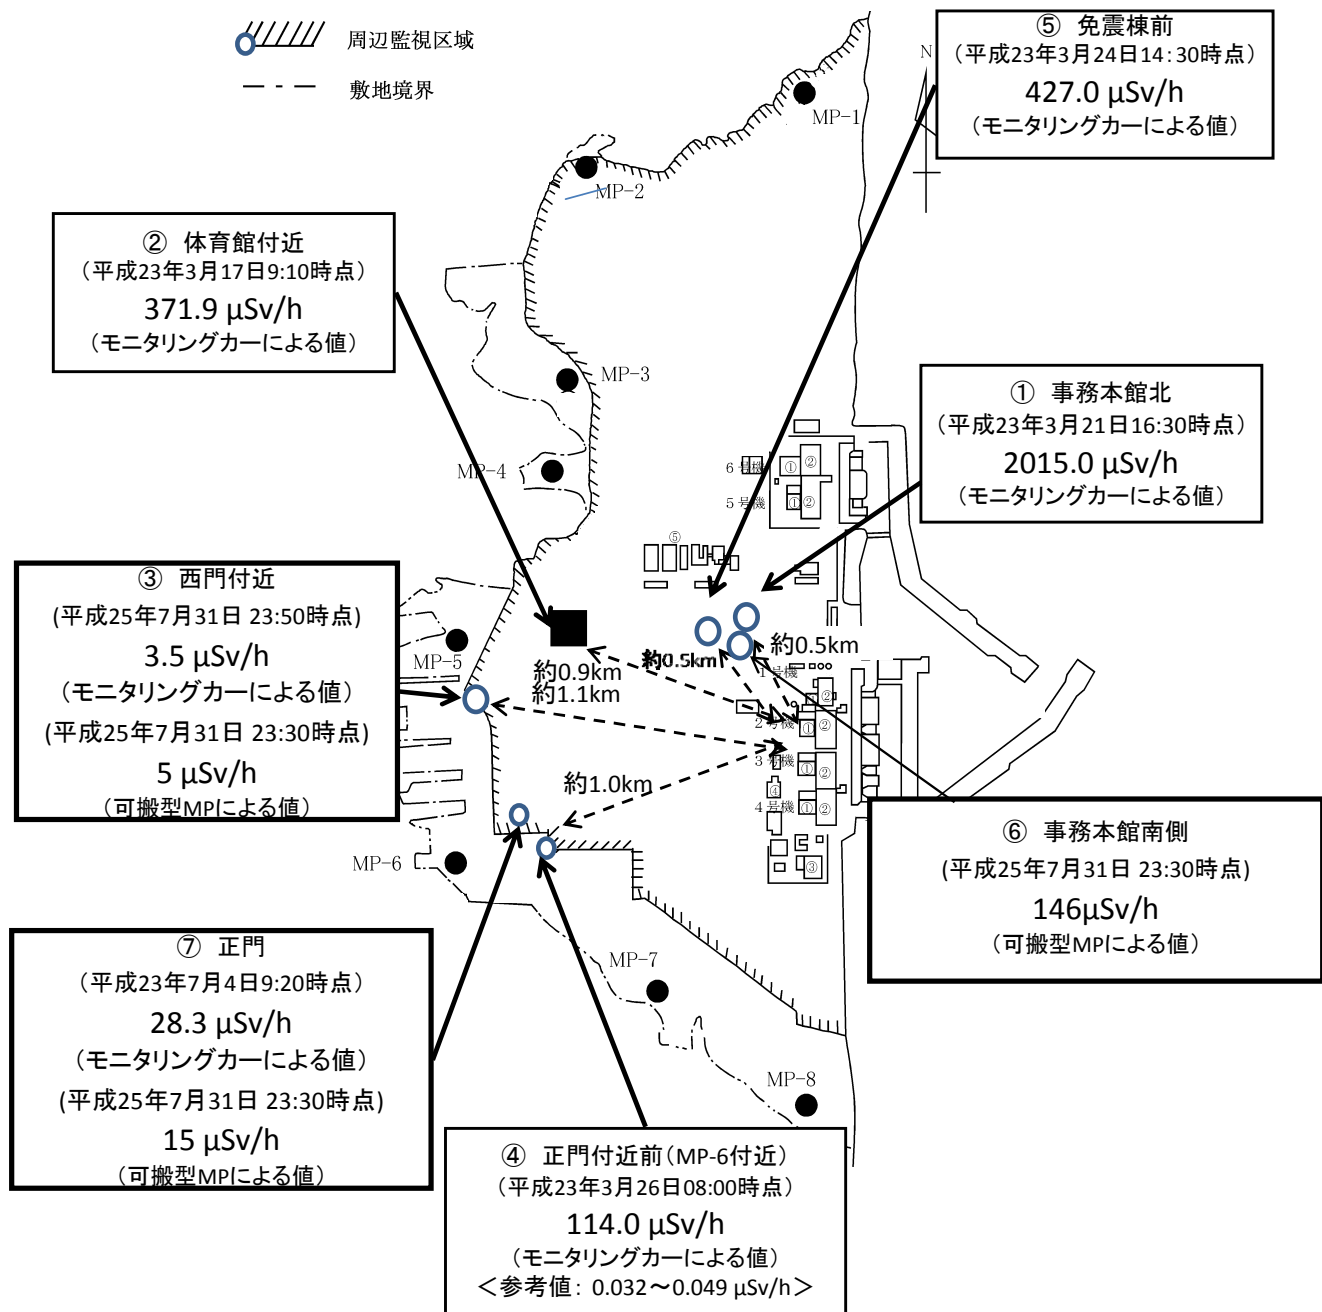 周辺監視区域
敷地境界
⑤ 免震棟前
(平成23年3月24日14:30時点)
427.0 μSv/h
(モニタリングカーによる値)
N
MP-1
MP-2
② 体育館付近
(平成23年3月17日9:10時点)
371.9 μSv/h
(モニタリングカーによる値)
MP-3
① 事務本館北
(平成23年3月21日16:30時点)
2015.0 μSv/h
(モニタリングカーによる値)
MP-4
6号機
① ②
5号機
① ②
⑤
③ 西門付近
(平成25年7月31日 23:50時点)
3.5 μSv/h
(モニタリングカーによる値)
(平成25年7月31日 23:30時点)
5 μSv/h
(可搬型MPによる値)
MP-5
約0.9km
約1.1km
約0.5km
約0.5km
1号機
②
2号機
① ②
3号機
① ②
④
4号機
① ②
③
約1.0km
MP-6
⑥ 事務本館南側
(平成25年7月31日 23:30時点)
146μSv/h
(可搬型MPによる値)
⑦ 正門
(平成23年7月4日9:20時点)
28.3 μSv/h
(モニタリングカーによる値)
(平成25年7月31日 23:30時点)
15 μSv/h
(可搬型MPによる値)
MP-7
MP-8
④ 正門付近前(MP-6付近)
(平成23年3月26日08:00時点)
114.0 μSv/h
(モニタリングカーによる値)
<参考値: 0.032~0.049 μSv/h>